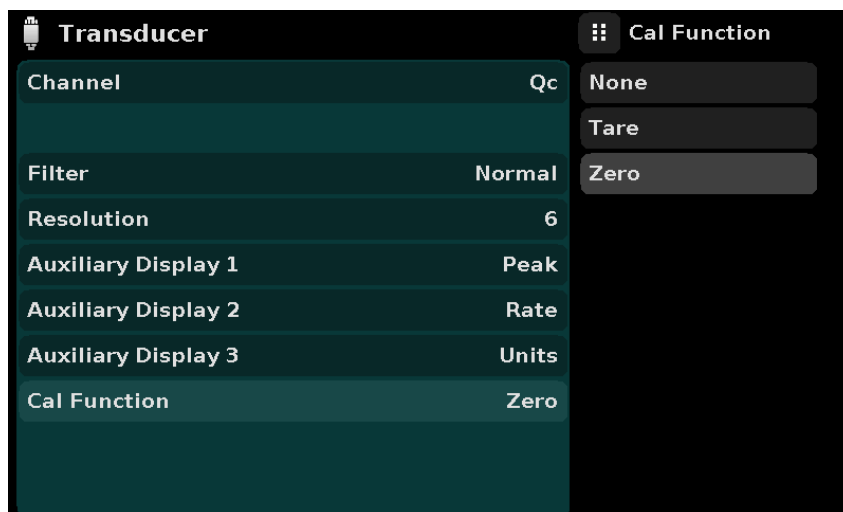 Transducer
Channel Qc
Filter Normal
Resolution 6
Auxiliary Display 1 Peak
Auxiliary Display 2 Rate
Auxiliary Display 3 Units
Cal Function Zero
Cal Function
None
Tare
Zero